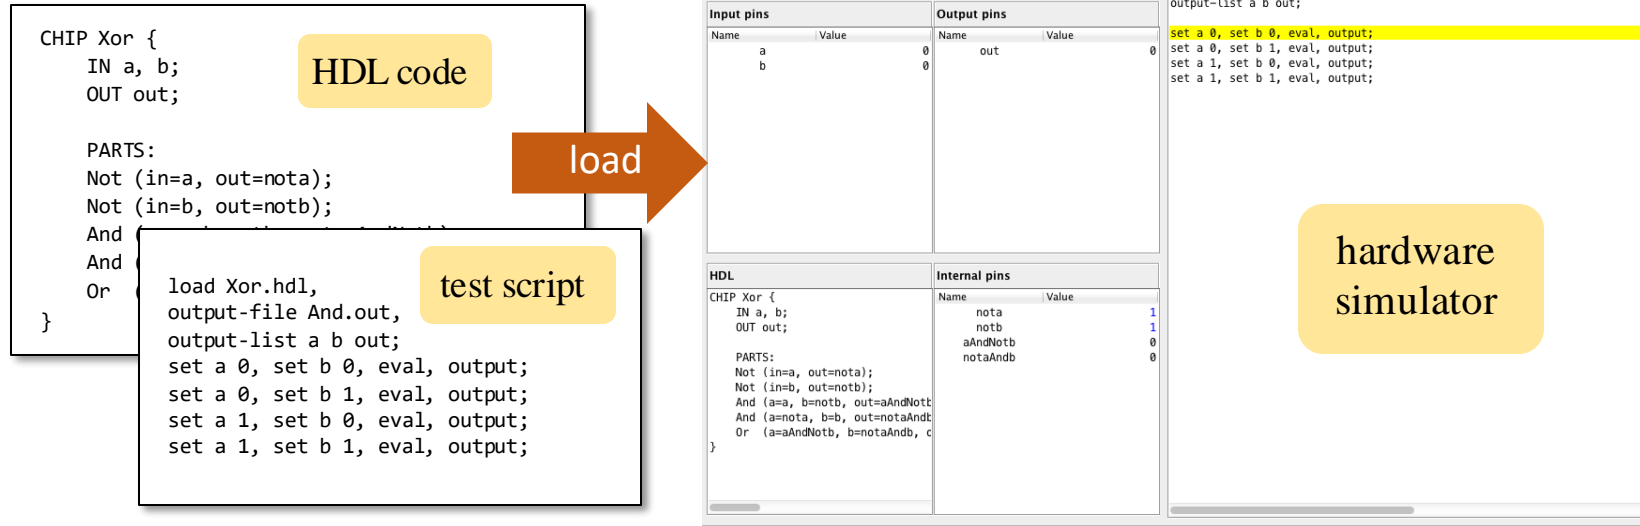 CHIP Xor {
IN a, b;
OUT out;
PARTS:
Not (in=a, out=nota);
Not (in=b, out=notb);
And (
And (
Or (
}
HDL code
load Xor.hdl,
output-file And.out,
output-list a b out;
set a 0, set b 0, eval, output;
set a 0, set b 1, eval, output;
set a 1, set b 0, eval, output;
set a 1, set b 1, eval, output;
test script
load
Input pins
Name Value
a 0
b 0
Output pins
Name Value
out 0
HDL
CHIP Xor {
IN a, b;
OUT out;
PARTS:
Not (in=a, out=nota);
Not (in=b, out=notb);
And (a=a, b=notb, out=aAndNotb
And (a=nota, b=b, out=notaAndb
Or (a=aAndNotb, b=notaAndb, o
}
Internal pins
Name Value
nota 1
notb 1
aAndNotb 0
notaAndb 0
output-list a b out;
set a 0, set b 0, eval, output;
set a 0, set b 1, eval, output;
set a 1, set b 0, eval, output;
set a 1, set b 1, eval, output;
hardware
simulator